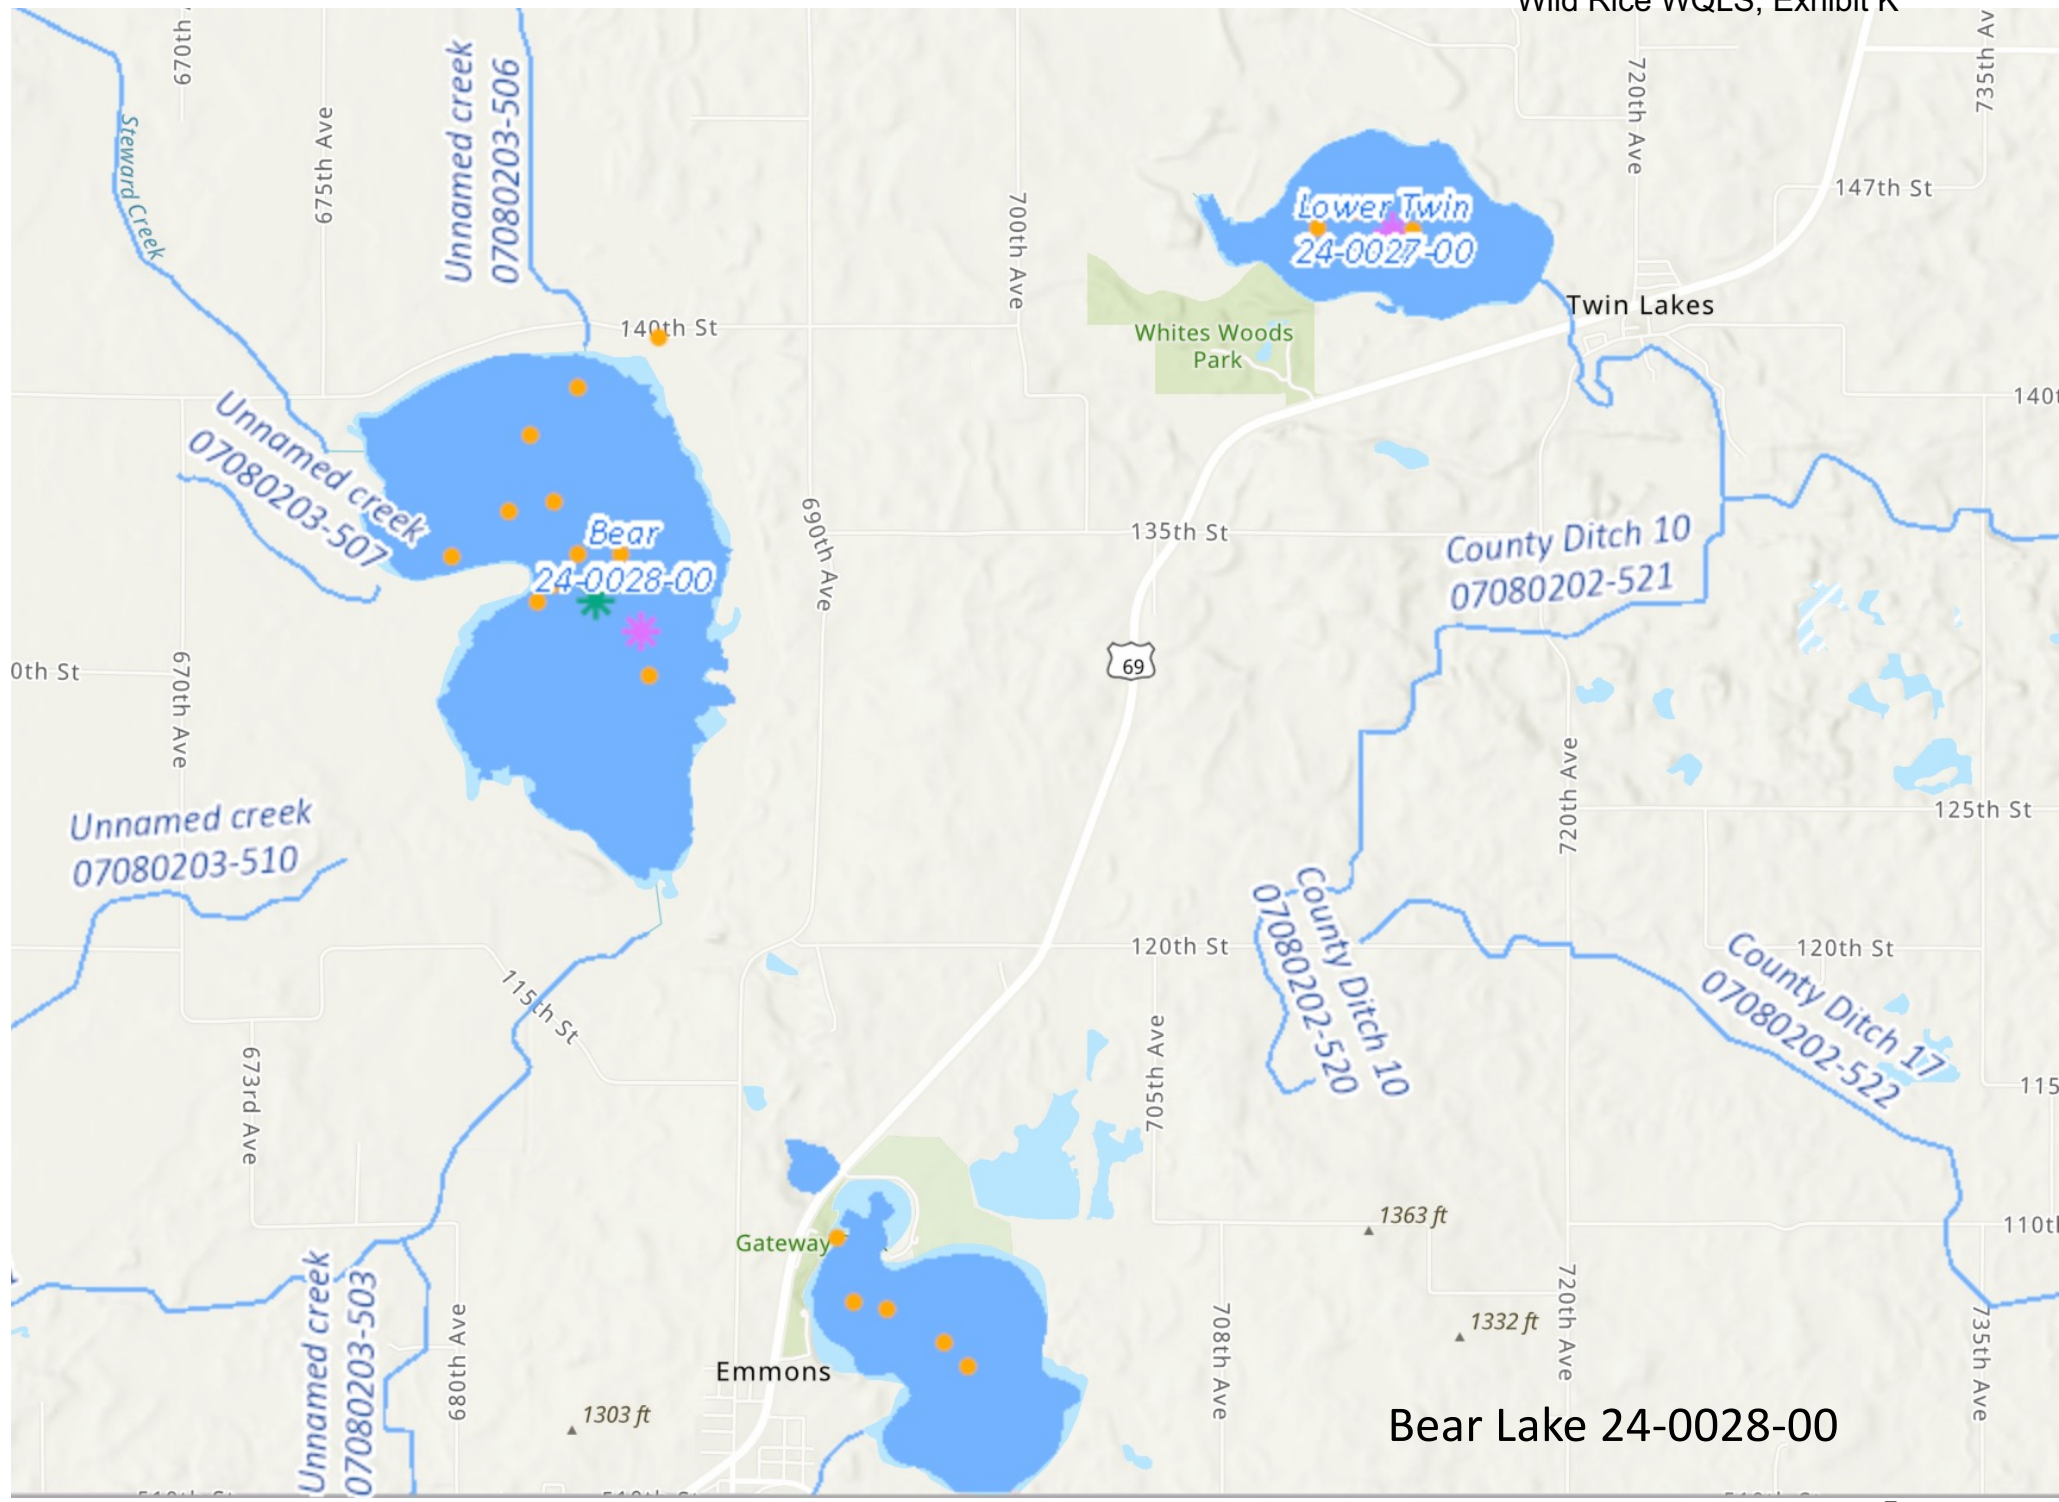 Wild Rice WQLS, Exhibit K
670th
675th Ave
Steward Creek
Unnamed creek
07080203-506
700th Ave
720th Ave
735th Av
147th St
Lower Twin
24-0027-00
Twin Lakes
140th St
Whites Woods
Park
140t
Unnamed creek
07080203-507
Bear
24-0028-00
690th Ave
135th St
County Ditch 10
07080202-521
69
0th St
670th Ave
720th Ave
125th St
Unnamed creek
07080203-510
County Ditch 10
07080202-520
120th St
120th St
County Ditch 17
07080202-522
115th St
673rd Ave
705th Ave
115
Gateway
1363 ft
110th
Unnamed creek
07080203-503
680th Ave
708th Ave
720th Ave
1332 ft
735th Ave
Emmons
1303 ft
Bear Lake 24-0028-00